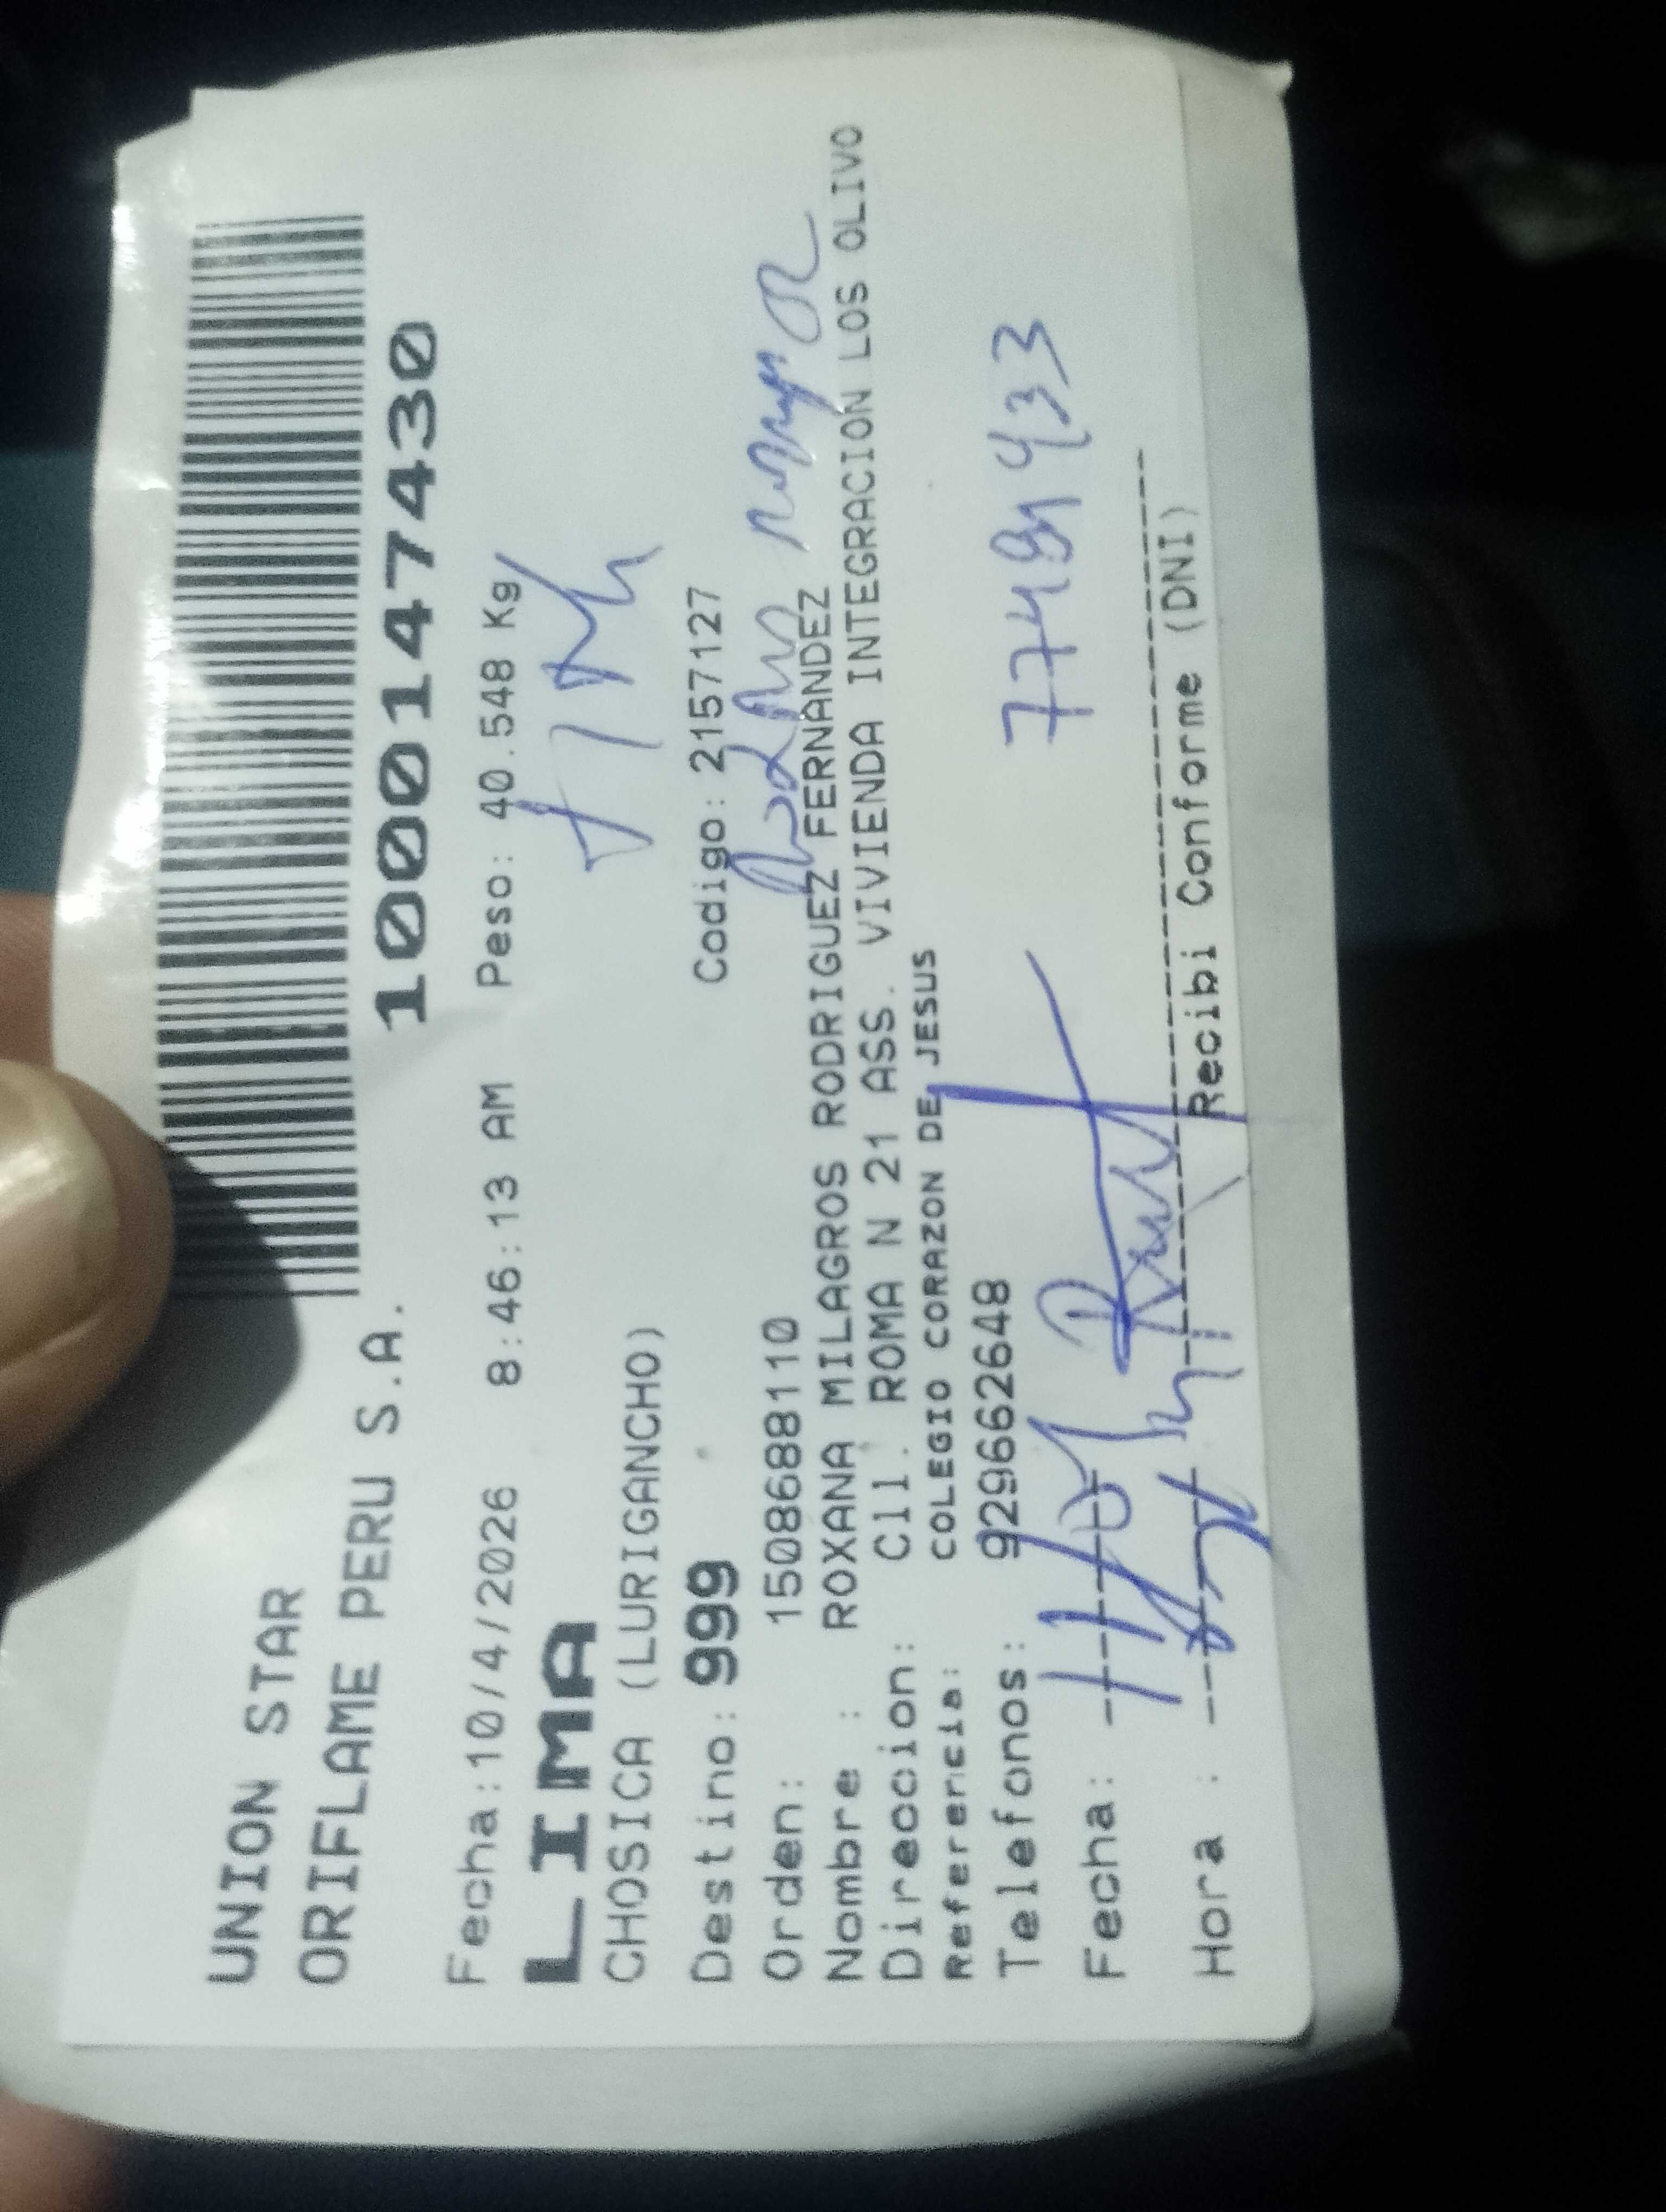 UNION STAR
ORIFLAME PERU S.A.
1000147430
Fecha:10/4/2026 8:46:13 AM Peso: 40.548 Kg
LIMA
CHOSICA (LURIGANCHO)
Destino: 999 Codigo: 2157127
Orden: 1508688110
Nombre : ROXANA MILAGROS RODRIGUEZ FERNANDEZ
Direccion: Cll. ROMA N 21 ASS. VIVIENDA INTEGRACION LOS OLIVO
Referencia: COLEGIO CORAZON DE JESUS
Telefonos: 929662648
Fecha:
Hora :
Recibi Conforme (DNI)